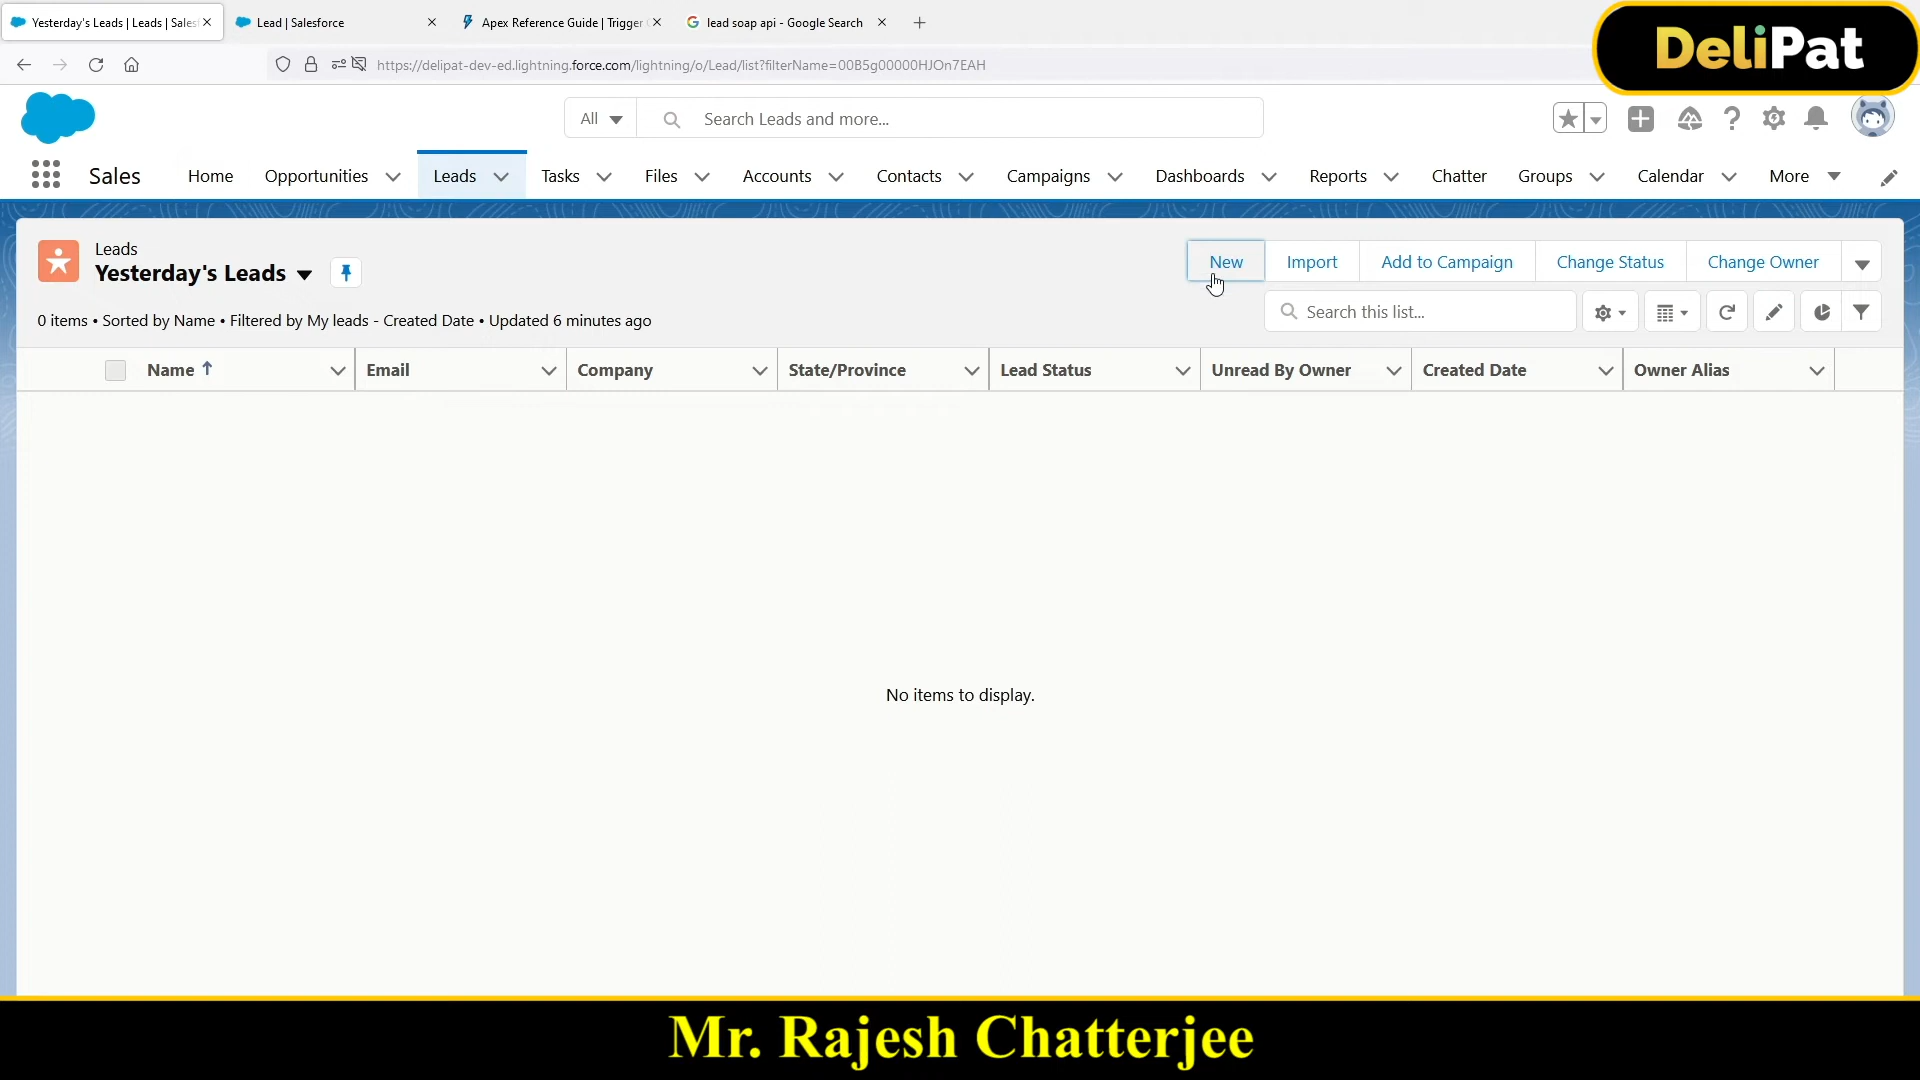 Yesterday's Leads | Leads | Sales
Lead | Salesforce
Apex Reference Guide | Trigger
lead soap api - Google Search
https://delipat-dev-ed.lightning.force.com/lightning/o/Lead/list?filterName=00B5g00000HJOn7EAH
DeliPat
All
Search Leads and more...
Sales
Home
Opportunities
Leads
Tasks
Files
Accounts
Contacts
Campaigns
Dashboards
Reports
Chatter
Groups
Calendar
More
Leads
Yesterday's Leads
New
Import
Add to Campaign
Change Status
Change Owner
0 items • Sorted by Name • Filtered by My leads - Created Date • Updated 6 minutes ago
Search this list...
Name
Email
Company
State/Province
Lead Status
Unread By Owner
Created Date
Owner Alias
No items to display.
Mr. Rajesh Chatterjee